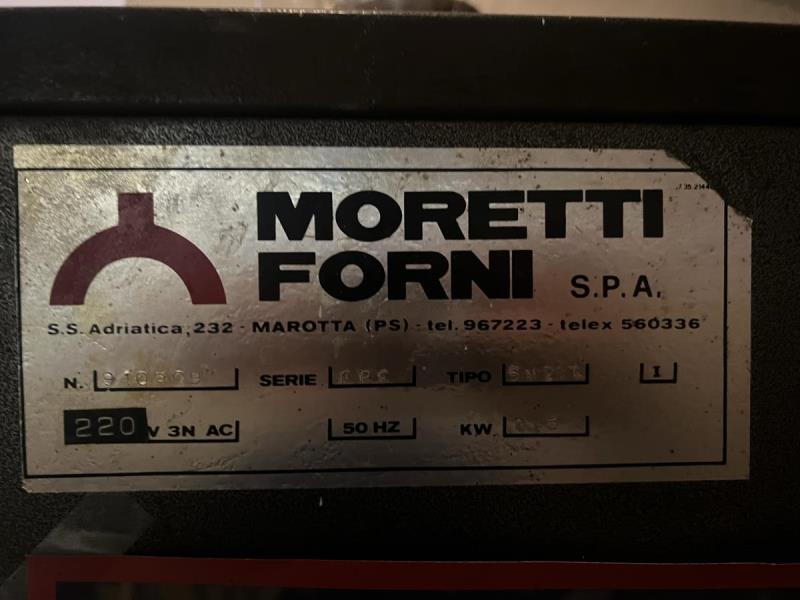 MORETTI
FORNI S.P.A.
S.S. Adriatica, 232 - MAROTTA (PS) - tel. 967223 - telex 560336
N. SERIE TIPO I
220 V 3N AC 50 HZ KW